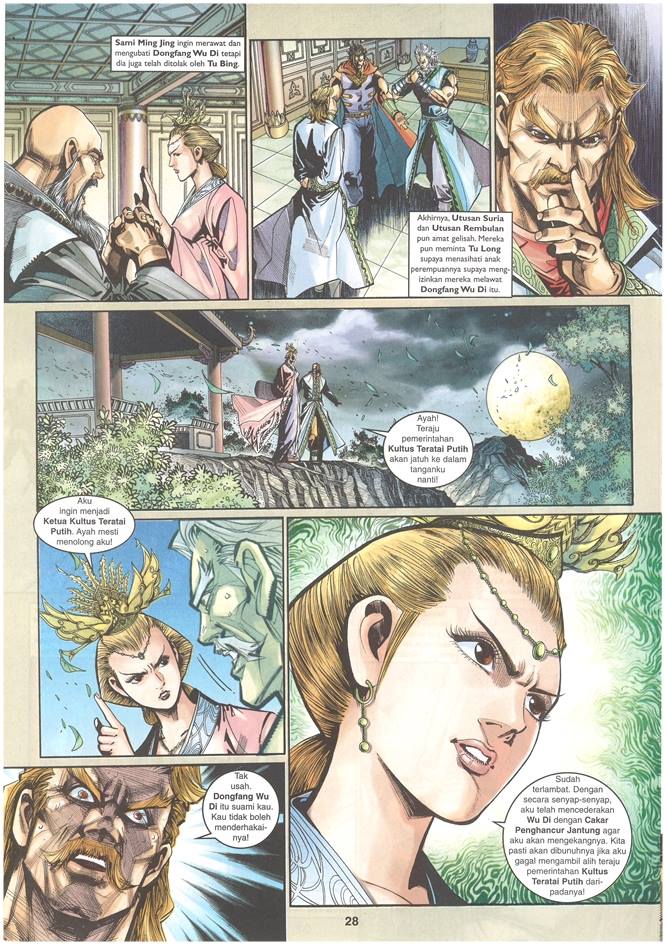 Sami Ming Jing ingin merawat dan
mengubati Dongfang Wu Di tetapi
dia juga telah ditolak oleh Tu Bing.
Akhirnya, Utusan Suria
dan Utusan Rembulan
pun amat gelisah. Mereka
pun meminta Tu Long
supaya menasihati anak
perempuannya supaya meng-
izinkan mereka melawat
Dongfang Wu Di itu.
Ayah!
Teraju
pemerintahan
Kultus Teratai Putih
akan jatuh ke dalam
tanganku
nanti!
Aku
ingin menjadi
Ketua Kultus Teratai
Putih. Ayah mesti
menolong aku!
Tak
usah.
Dongfang Wu
Di itu suami kau.
Kau tidak boleh
menderhakai-
nya!
Sudah
terlambat. Dengan
secara senyap-senyap,
aku telah mencederakan
Wu Di dengan Cakar
Penghancur Jantung agar
aku akan mengekangnya. Kita
pasti akan dibunuhnya jika aku
gagal mengambil alih teraju
pemerintahan Kultus
Teratai Putih dari-
padanya!
28